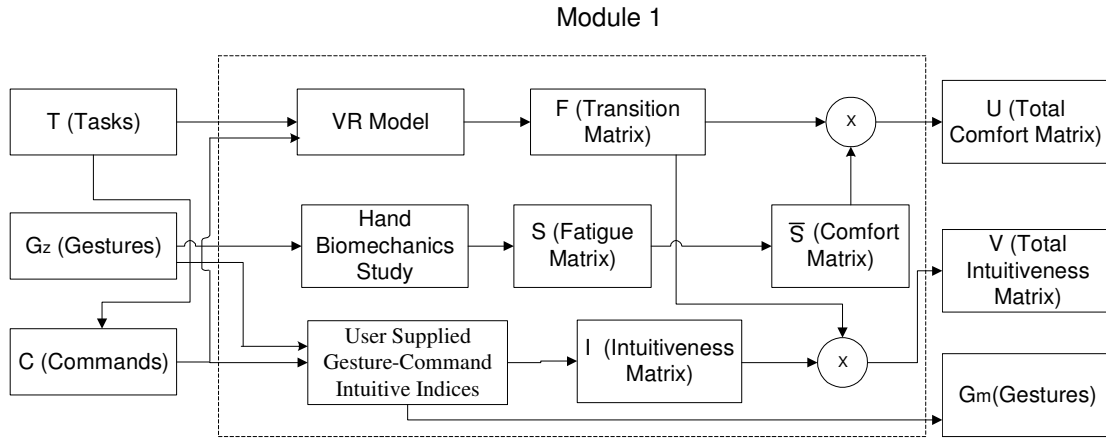 Module 1
T (Tasks)
VR Model
F (Transition
Matrix)
X
U (Total
Comfort Matrix)
Gz (Gestures)
Hand
Biomechanics
Study
S (Fatigue
Matrix)
S̅ (Comfort
Matrix)
V (Total
Intuitiveness
Matrix)
C (Commands)
User Supplied
Gesture-Command
Intuitive Indices
I (Intuitiveness
Matrix)
X
Gm(Gestures)